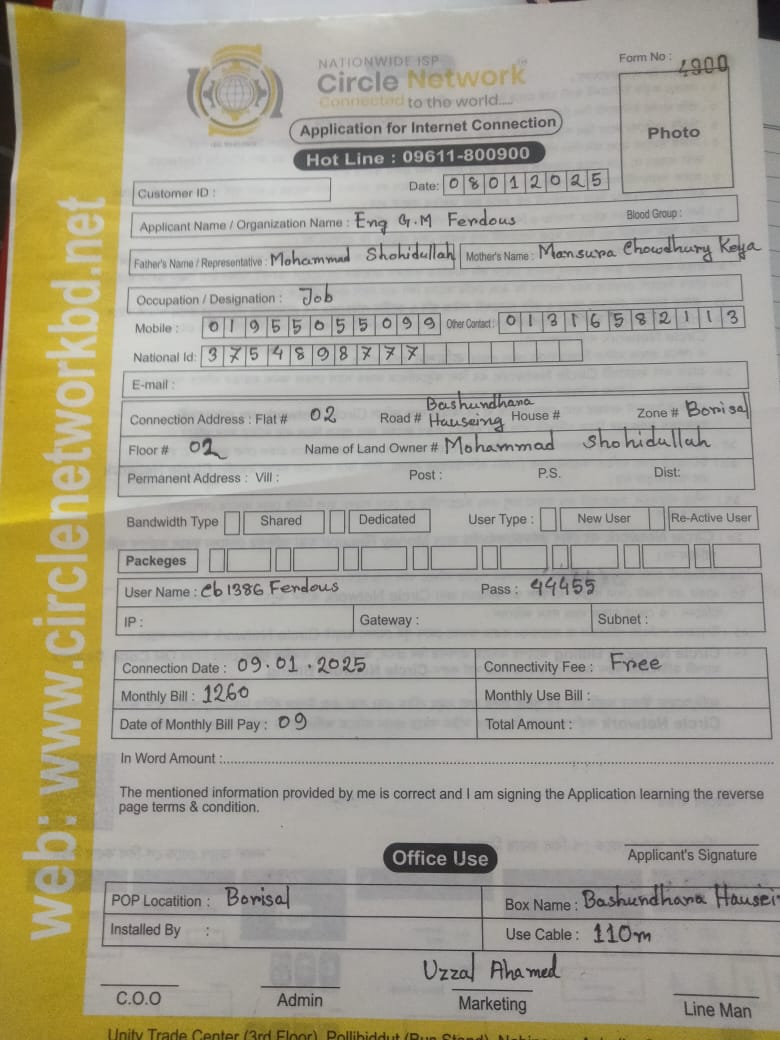 NATIONWIDE ISP
Circle Network
Connected to the world....
Form No : 4900
Application for Internet Connection
Hot Line : 09611-800900
Photo
Customer ID :
Date: 08012025
Applicant Name / Organization Name : Eng G.M Ferdous
Blood Group :
Father's Name / Representative : Mohammad Shohidullah
Mother's Name : Mansura Chowdhury Keya
Occupation / Designation : Job
Mobile : 01955055099
Other Contact : 01316582113
National Id: 3754898777
E-mail :
Connection Address : Flat # 02 Road # Bashundhara Hauseing House # Zone # Borisal
Floor # 02 Name of Land Owner # Mohammad Shohidullah
Permanent Address : Vill : Post : P.S. Dist:
Bandwidth Type Shared Dedicated User Type : New User Re-Active User
Packeges
User Name : cb1386 Ferdous Pass : 44455
IP : Gateway : Subnet :
Connection Date : 09.01.2025 Connectivity Fee : Free
Monthly Bill : 1260 Monthly Use Bill :
Date of Monthly Bill Pay : 09 Total Amount :
In Word Amount :
The mentioned information provided by me is correct and I am signing the Application learning the reverse
page terms & condition.
Office Use
Applicant's Signature
POP Locatition : Borisal Box Name : Bashundhara Hausei
Installed By : Use Cable : 110m
Uzzal Ahamed
C.O.O Admin Marketing Line Man
Unity Trade Center (3rd Floor),
web: www.circlenetworkbd.net